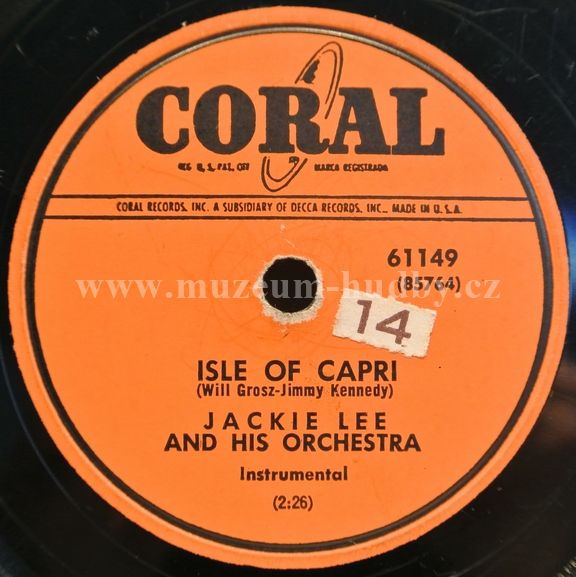 CORAL
REG U. S. PAT. OFF MARCA REGISTRADA
CORAL RECORDS, INC. A SUBSIDIARY OF DECCA RECORDS, INC., MADE IN U.S.A.
61149
(85764)
www.muzeum-hudby.cz
14
ISLE OF CAPRI
(Will Grosz-Jimmy Kennedy)
JACKIE LEE
AND HIS ORCHESTRA
Instrumental
(2:26)